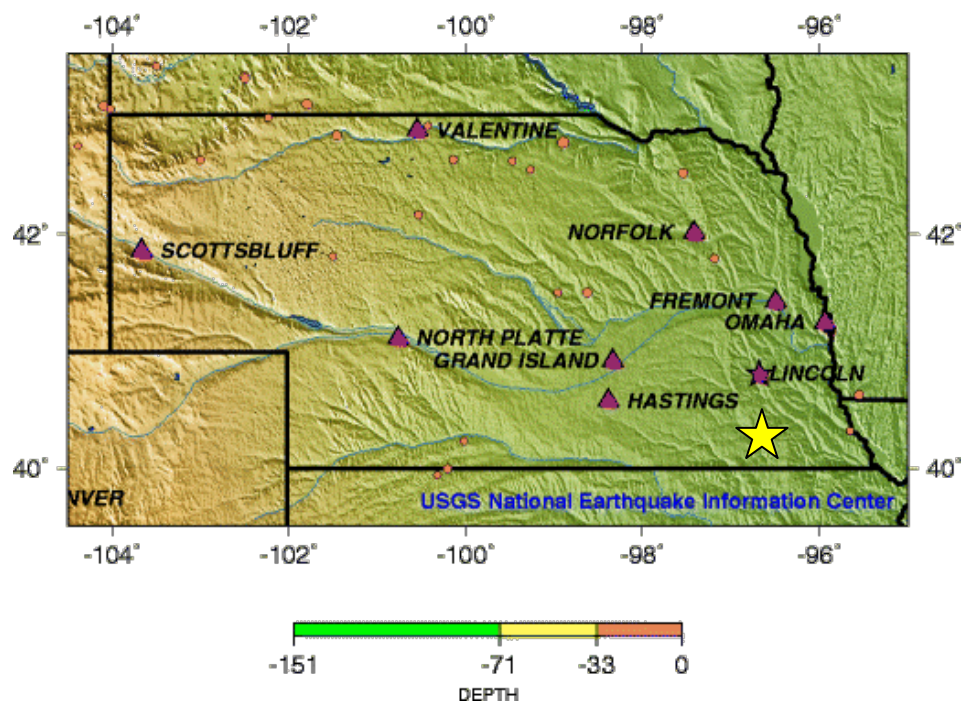 -104° -102° -100° -98° -96°
VALENTINE
42° NORFOLK 42°
SCOTTSBLUFF
FREMONT
OMAHA
NORTH PLATTE
GRAND ISLAND
LINCOLN
HASTINGS
40° 40°
NVER
USGS National Earthquake Information Center
-104° -102° -100° -98° -96°
-151 -71 -33 0
DEPTH